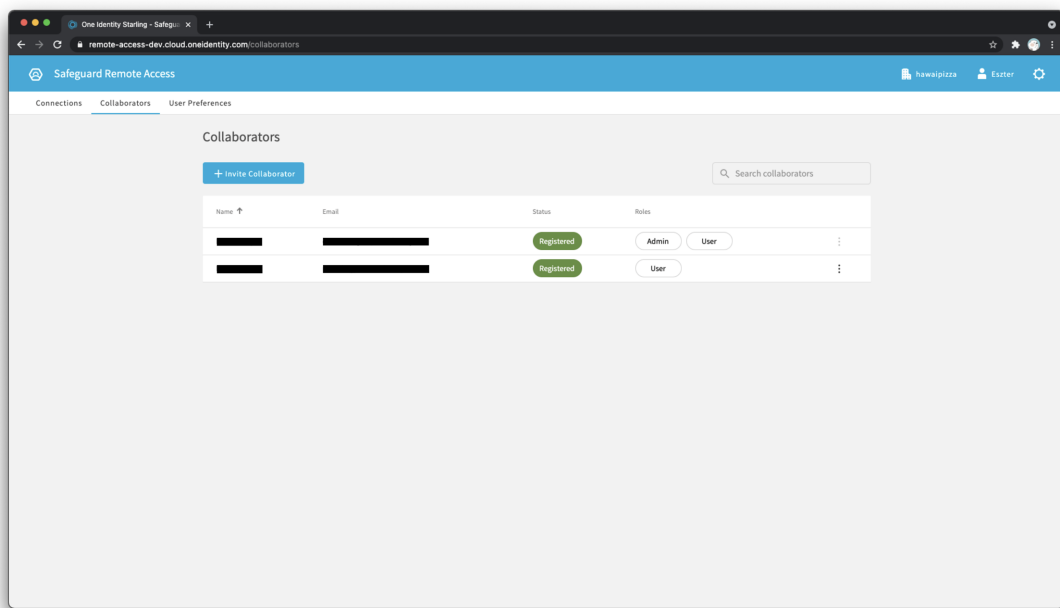 One Identity Starling - Safegu
remote-access-dev.cloud.oneidentity.com/collaborators
Safeguard Remote Access
hawaipizza
Eszter
Connections Collaborators User Preferences
Collaborators
+ Invite Collaborator
Search collaborators
Name Email Status Roles
Registered Admin User
Registered User